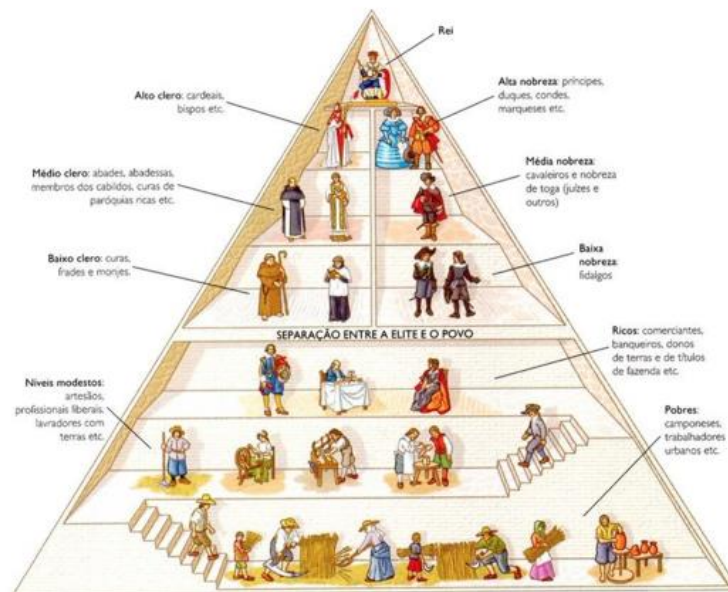 Rei
Alto clero: cardeais,
bispos etc.
Alta nobreza: príncipes,
duques, condes,
marqueses etc.
Médio clero: abades, abadessas,
membros dos cabidos, curas de
paróquias ricas etc.
Média nobreza:
cavaleiros e nobreza
de toga (juízes e
outros)
Baixo clero: curas,
frades e monjes.
Baixa
nobreza:
fidalgos
SEPARAÇÃO ENTRE A ELITE E O POVO
Ricos: comerciantes,
banqueiros, donos
de terras e de títulos
de fazenda etc.
Níveis modestos:
artesãos,
profissionais liberais,
lavradores com
terras etc.
Pobres:
camponeses,
trabalhadores
urbanos etc.